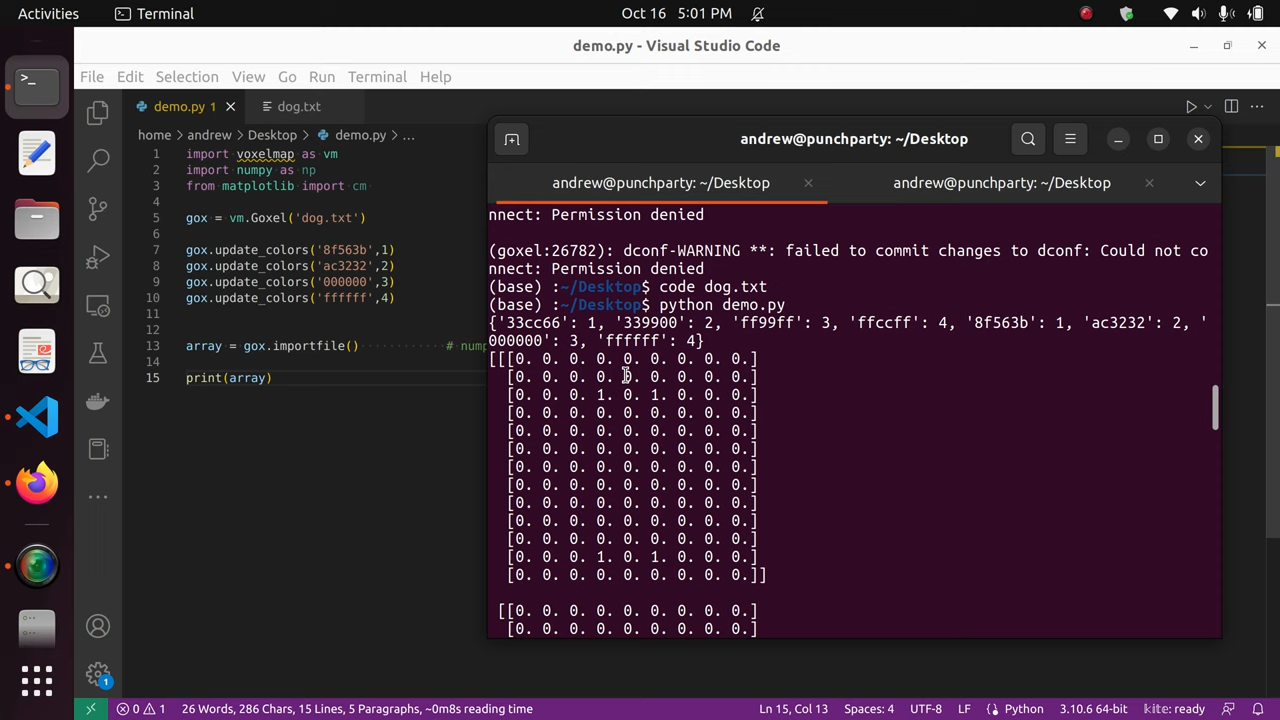 Activities Terminal Oct 16 5:01 PM
demo.py - Visual Studio Code
File Edit Selection View Go Run Terminal Help
demo.py 1 dog.txt
home > andrew > Desktop > demo.py > ...
1 import voxelmap as vm
2 import numpy as np
3 from matplotlib import cm
4
5 gox = vm.Goxel('dog.txt')
6
7 gox.update_colors('8f563b',1)
8 gox.update_colors('ac3232',2)
9 gox.update_colors('000000',3)
10 gox.update_colors('ffffff',4)
11
12
13 array = gox.importfile() # nump
14
15 print(array)
andrew@punchparty: ~/Desktop
andrew@punchparty: ~/Desktop andrew@punchparty: ~/Desktop
nnect: Permission denied
(goxel:26782): dconf-WARNING **: failed to commit changes to dconf: Could not co
nnect: Permission denied
(base) :~/Desktop$ code dog.txt
(base) :~/Desktop$ python demo.py
{'33cc66': 1, '339900': 2, 'ff99ff': 3, 'ffccff': 4, '8f563b': 1, 'ac3232': 2, '
000000': 3, 'ffffff': 4}
[[[0. 0. 0. 0. 0. 0. 0. 0. 0.]
[0. 0. 0. 0. 0. 0. 0. 0. 0.]
[0. 0. 0. 1. 0. 1. 0. 0. 0.]
[0. 0. 0. 0. 0. 0. 0. 0. 0.]
[0. 0. 0. 0. 0. 0. 0. 0. 0.]
[0. 0. 0. 0. 0. 0. 0. 0. 0.]
[0. 0. 0. 0. 0. 0. 0. 0. 0.]
[0. 0. 0. 0. 0. 0. 0. 0. 0.]
[0. 0. 0. 0. 0. 0. 0. 0. 0.]
[0. 0. 0. 0. 0. 0. 0. 0. 0.]
[0. 0. 0. 0. 0. 0. 0. 0. 0.]
[0. 0. 0. 1. 0. 1. 0. 0. 0.]
[0. 0. 0. 0. 0. 0. 0. 0. 0.]]
[[0. 0. 0. 0. 0. 0. 0. 0. 0.]
[0. 0. 0. 0. 0. 0. 0. 0. 0.]
1
0 1 26 Words, 286 Chars, 15 Lines, 5 Paragraphs, ~0m8s reading time Ln 15, Col 13 Spaces: 4 UTF-8 LF Python 3.10.6 64-bit kite: ready